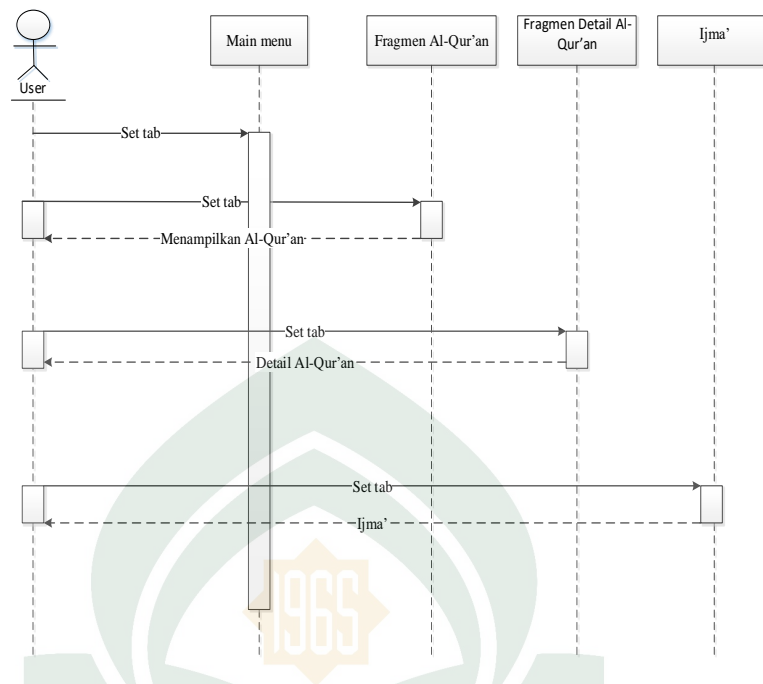 User
Main menu
Fragmen Al-Qur'an
Fragmen Detail Al-
Qur'an
Ijma'
Set tab
Set tab
Menampilkan Al-Qur'an
Set tab
Detail Al-Qur'an
Set tab
Ijma'
1965